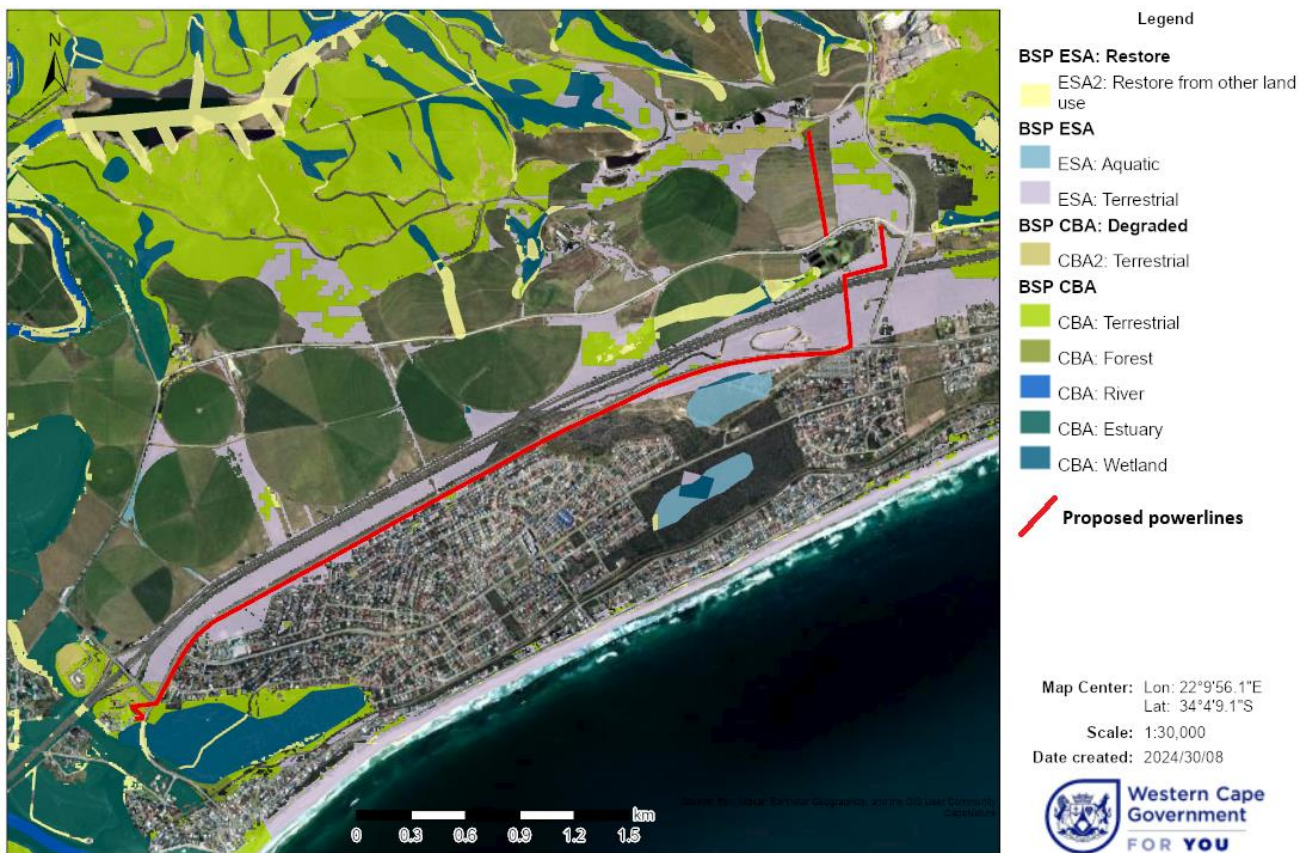 N
km
0 0.3 0.6 0.9 1.2 1.5
Legend
BSP ESA: Restore
ESA2: Restore from other land
use
BSP ESA
ESA: Aquatic
ESA: Terrestrial
BSP CBA: Degraded
CBA2: Terrestrial
BSP CBA
CBA: Terrestrial
CBA: Forest
CBA: River
CBA: Estuary
CBA: Wetland
Proposed powerlines
Map Center: Lon: 22°9'56.1"E
Lat: 34°4'9.1"S
Scale: 1:30,000
Date created: 2024/30/08
Western Cape
Government
FOR YOU